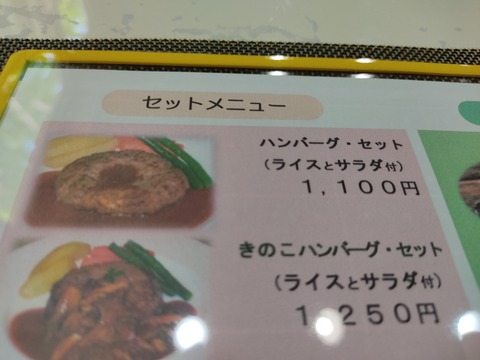 セットメニュー
ハンバーグ・セット
(ライスとサラダ付)
1,100円
きのこハンバーグ・セット
(ライスとサラダ付)
1,250円